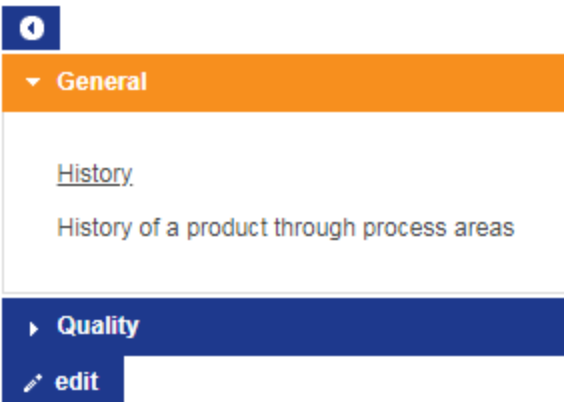 General
History
History of a product through process areas
Quality
edit